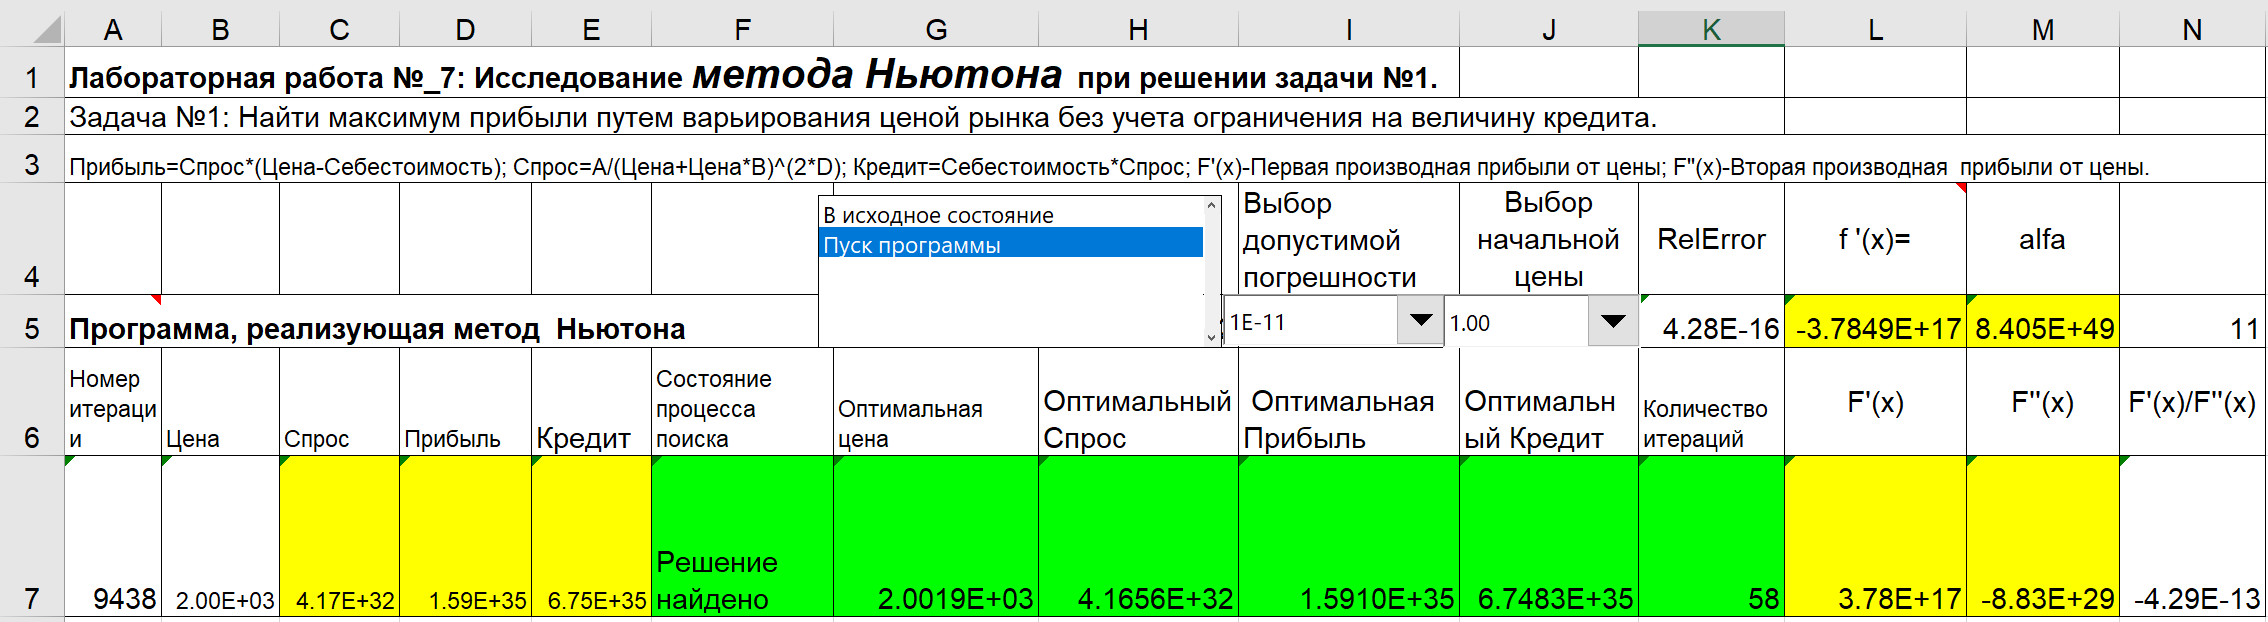 A B C D E F G H I J K L M N
1 Лабораторная работа №_7: Исследование метода Ньютона при решении задачи №1.
2 Задача №1: Найти максимум прибыли путем варьирования ценой рынка без учета ограничения на величину кредита.
3 Прибыль=Спрос*(Цена-Себестоимость); Спрос=A/(Цена+Цена*B)^(2*D); Кредит=Себестоимость*Спрос; F'(x)-Первая производная прибыли от цены; F"(x)-Вторая производная прибыли от цены.
В исходное состояние
Пуск программы
Выбор
допустимой
погрешности
Выбор
начальной
цены
RelError
f '(x)=
alfa
4
5 Программа, реализующая метод Ньютона 1E-11 1.00 4.28E-16 -3.7849E+17 8.405E+49 11
Номер
итераци
и
Цена
Спрос
Прибыль
Кредит
Состояние
процесса
поиска
Оптимальная
цена
Оптимальный
Спрос
Оптимальная
Прибыль
Оптимальн
ый Кредит
Количество
итераций
F'(x)
F"(x)
F'(x)/F"(x)
6
Решение
найдено
7 9438 2.00E+03 4.17E+32 1.59E+35 6.75E+35 2.0019E+03 4.1656E+32 1.5910E+35 6.7483E+35 58 3.78E+17 -8.83E+29 -4.29E-13